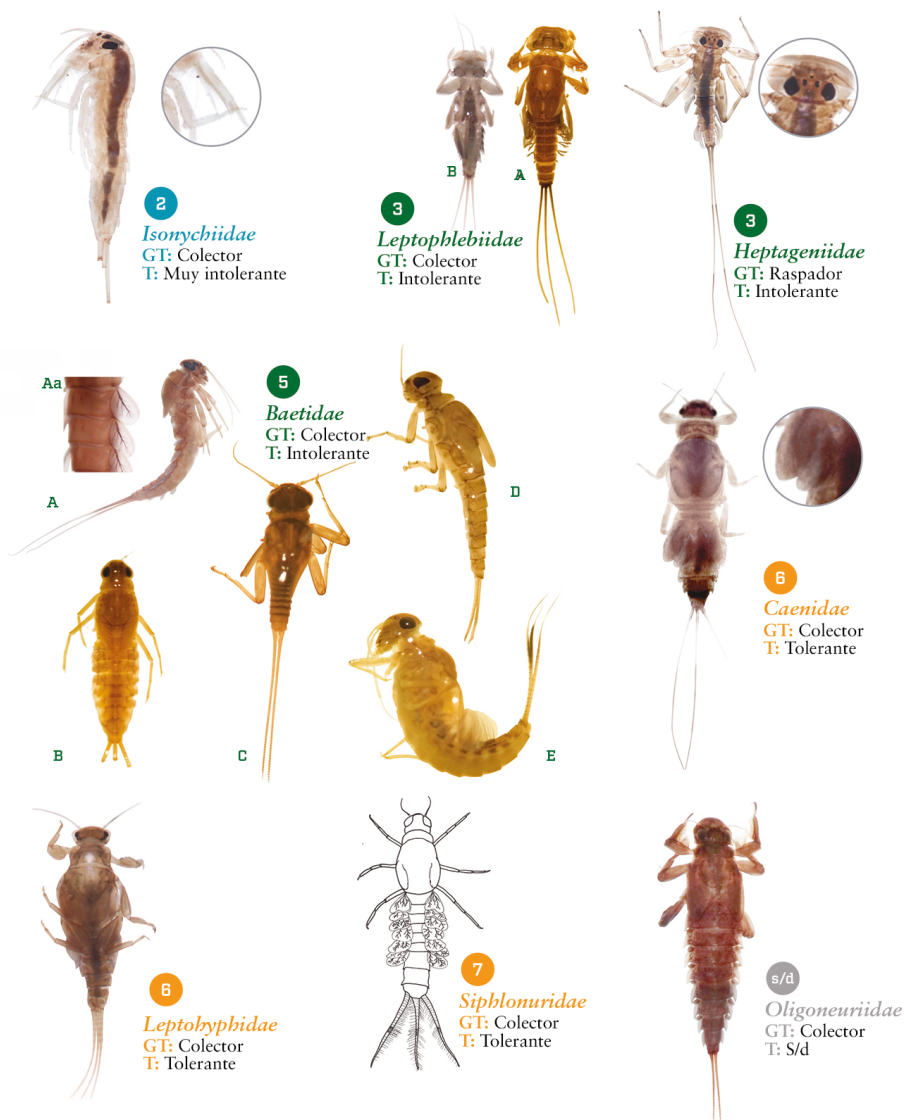 2
Isonychiidae
GT: Colector
T: Muy intolerante
B
A
3
Leptophlebiidae
GT: Colector
T: Intolerante
3
Heptageniidae
GT: Raspador
T: Intolerante
Aa
A
5
Baetidae
GT: Colector
T: Intolerante
D
B
C
E
6
Caenidae
GT: Colector
T: Tolerante
6
Leptohyphidae
GT: Colector
T: Tolerante
7
Siphlonuridae
GT: Colector
T: Tolerante
s/d
Oligoneuriidae
GT: Colector
T: S/d